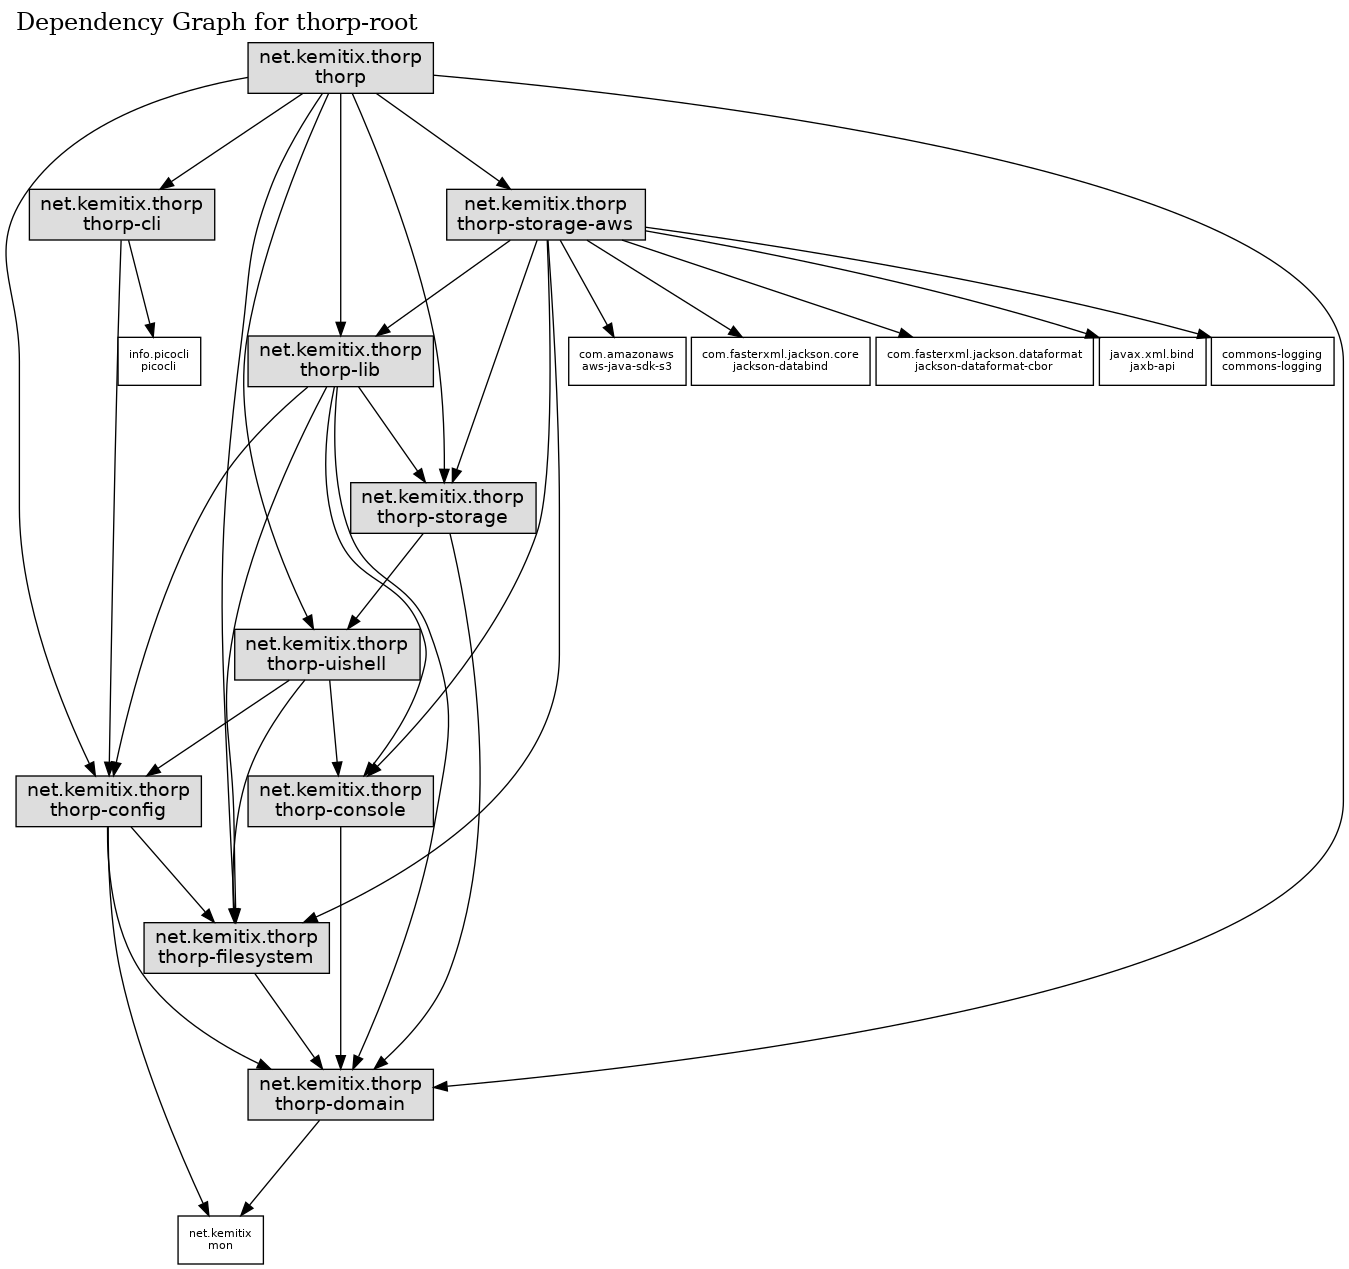 Dependency Graph for thorp-root
net.kemitix.thorp
thorp
net.kemitix.thorp
thorp-cli
net.kemitix.thorp
thorp-storage-aws
info.picocli
picocli
net.kemitix.thorp
thorp-lib
com.amazonaws
aws-java-sdk-s3
com.fasterxml.jackson.core
jackson-databind
com.fasterxml.jackson.dataformat
jackson-dataformat-cbor
javax.xml.bind
jaxb-api
commons-logging
commons-logging
net.kemitix.thorp
thorp-storage
net.kemitix.thorp
thorp-uishell
net.kemitix.thorp
thorp-config
net.kemitix.thorp
thorp-console
net.kemitix.thorp
thorp-filesystem
net.kemitix.thorp
thorp-domain
net.kemitix
mon